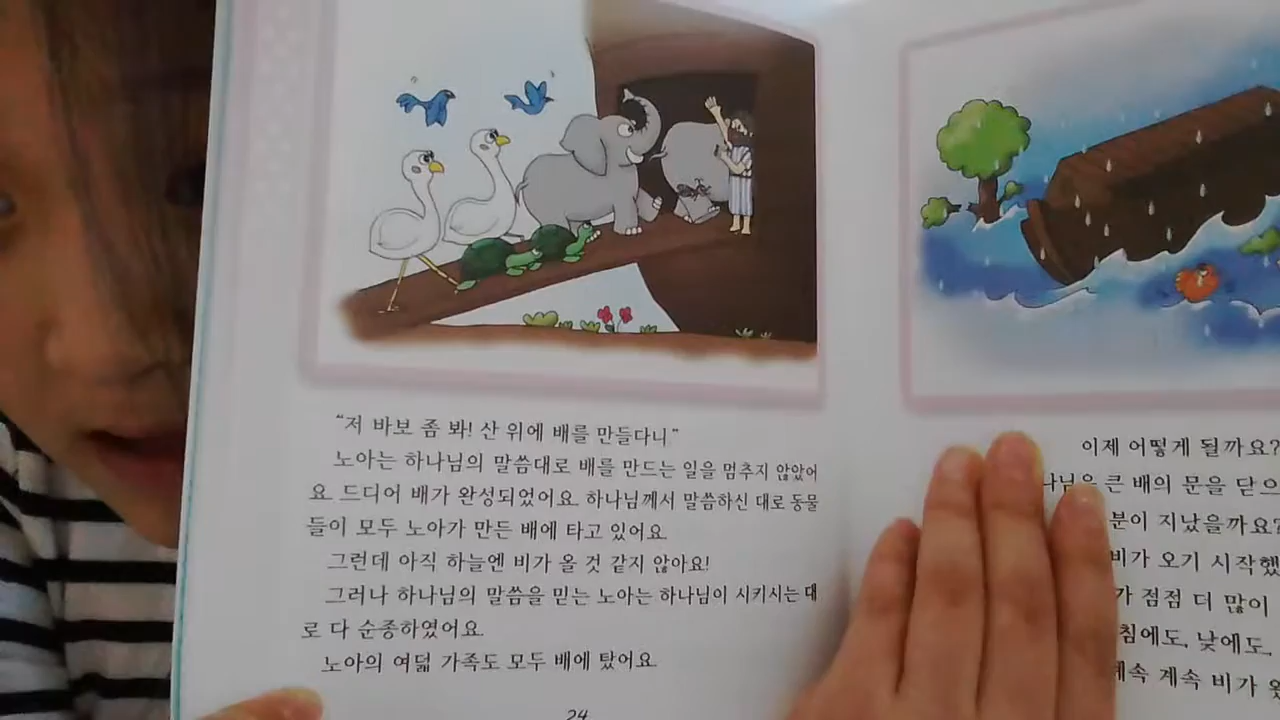 "저 바보 좀 봐! 산 위에 배를 만들다니"
노아는 하나님의 말씀대로 배를 만드는 일을 멈추지 않았어
요. 드디어 배가 완성되었어요. 하나님께서 말씀하신 대로 동물
들이 모두 노아가 만든 배에 타고 있어요.
그런데 아직 하늘엔 비가 올 것 같지 않아요!
그러나 하나님의 말씀을 믿는 노아는 하나님이 시키시는 대
로 다 순종하였어요.
노아의 여덟 가족도 모두 배에 탔어요.
24
이제 어떻게 될까요?
큰 배의 문을 닫으
분이 지났을까요?
비가 오기 시작했
점점 더 많이
낮에도,
계속 비가